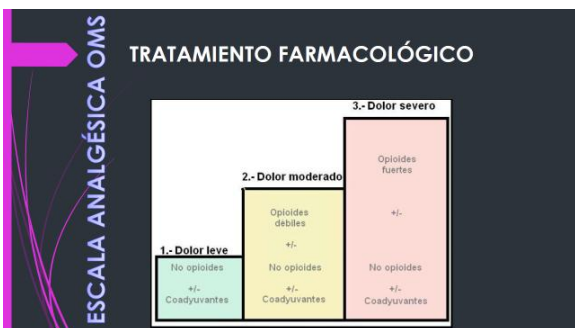 ESCALA ANALGÉSICA OMS
TRATAMIENTO FARMACOLÓGICO
1.- Dolor leve
No opioides
+/-
Coadyuvantes
2.- Dolor moderado
Opioides
débiles
+/-
No opioides
+/-
Coadyuvantes
3.- Dolor severo
Opioides
fuertes
+/-
No opioides
+/-
Coadyuvantes